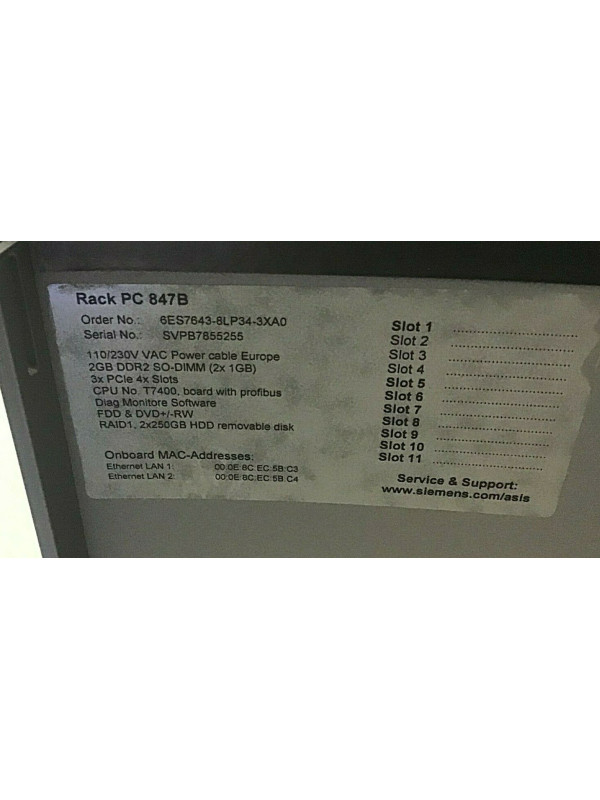 Rack PC 847B
Order No.: 6ES7643-8LP34-3XA0
Serial No.: SVPB7855255
110/230V VAC Power cable Europe
2GB DDR2 SO-DIMM (2x 1GB)
3x PCIe 4x Slots
CPU No. T7400, board with profibus
Diag Monitore Software
FDD & DVD+/-RW
RAID1, 2x250GB HDD removable disk
Onboard MAC-Addresses:
Ethernet LAN 1: 00:0E:8C:EC:5B:C3
Ethernet LAN 2: 00:0E:8C:EC:5B:C4
Slot 1
Slot 2
Slot 3
Slot 4
Slot 5
Slot 6
Slot 7
Slot 8
Slot 9
Slot 10
Slot 11
Service & Support:
www.siemens.com/asis